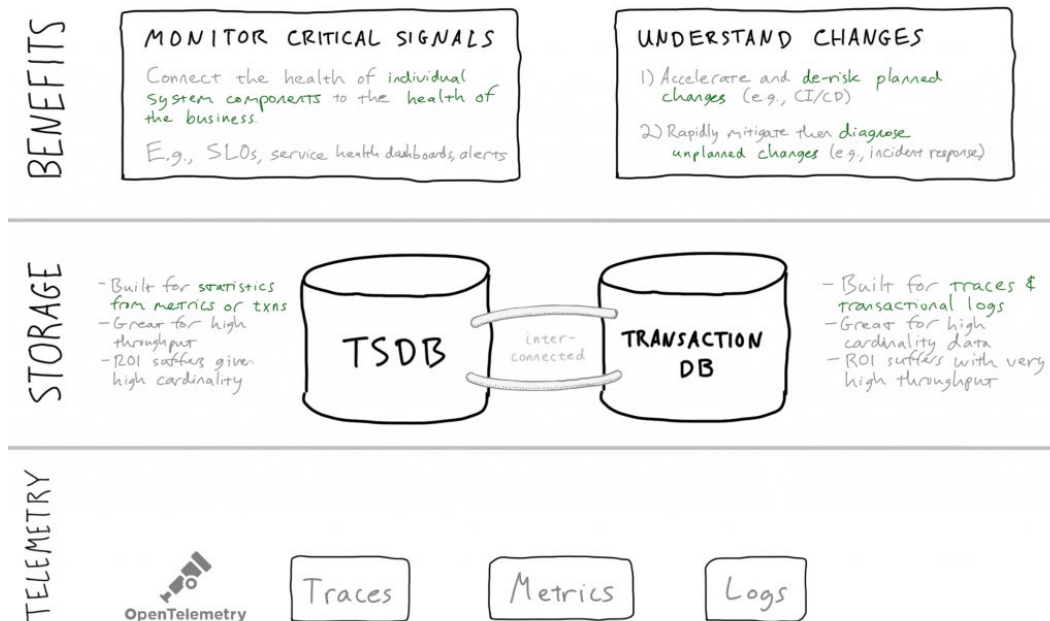 BENEFITS
MONITOR CRITICAL SIGNALS
Connect the health of individual
system components to the health of
the business.
E.g., SLOs, service health dashboards, alerts
UNDERSTAND CHANGES
1) Accelerate and de-risk planned
changes (e.g., CI/CD)
2) Rapidly mitigate then diagnose
unplanned changes (e.g., incident response)
STORAGE
- Built for statistics
from metrics or txns
- Great for high
throughput
- ROI suffers given
high cardinality
TSDB
inter-
connected
TRANSACTION
DB
- Built for traces &
transactional logs
- Great for high
cardinality data
- ROI suffers with very
high throughput
TELEMETRY
OpenTelemetry
Traces
Metrics
Logs